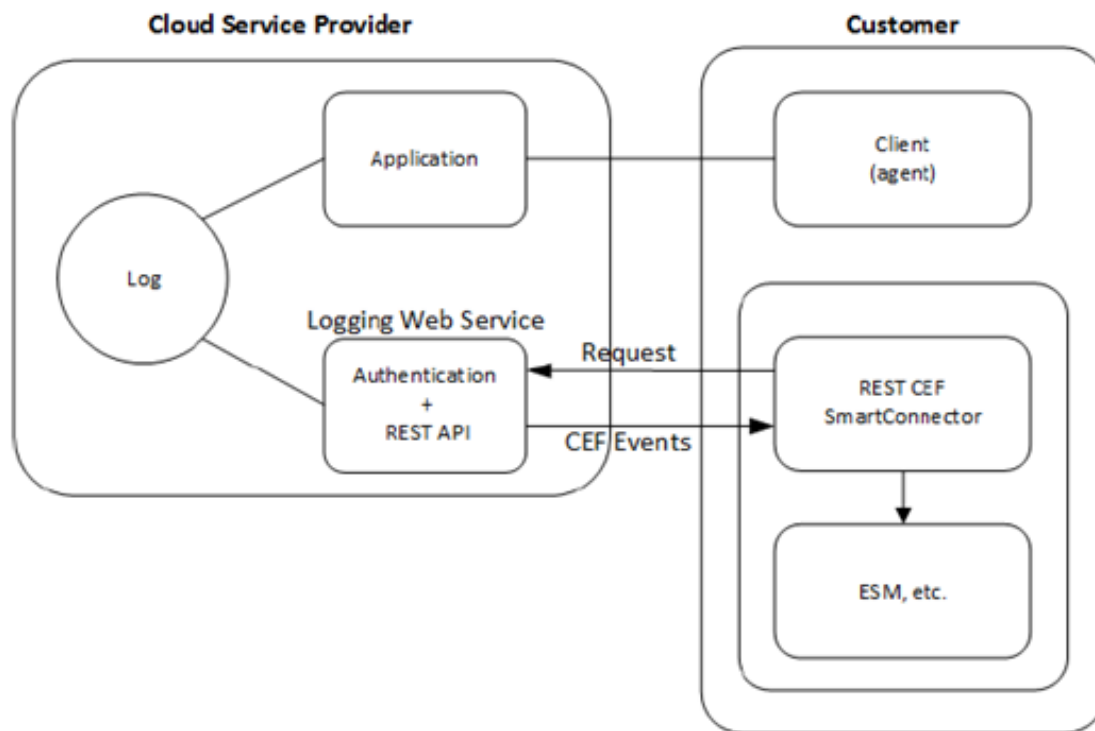 Cloud Service Provider
Customer
Application
Client
(agent)
Log
Logging Web Service
Authentication
+
REST API
Request
CEF Events
REST CEF
SmartConnector
ESM, etc.